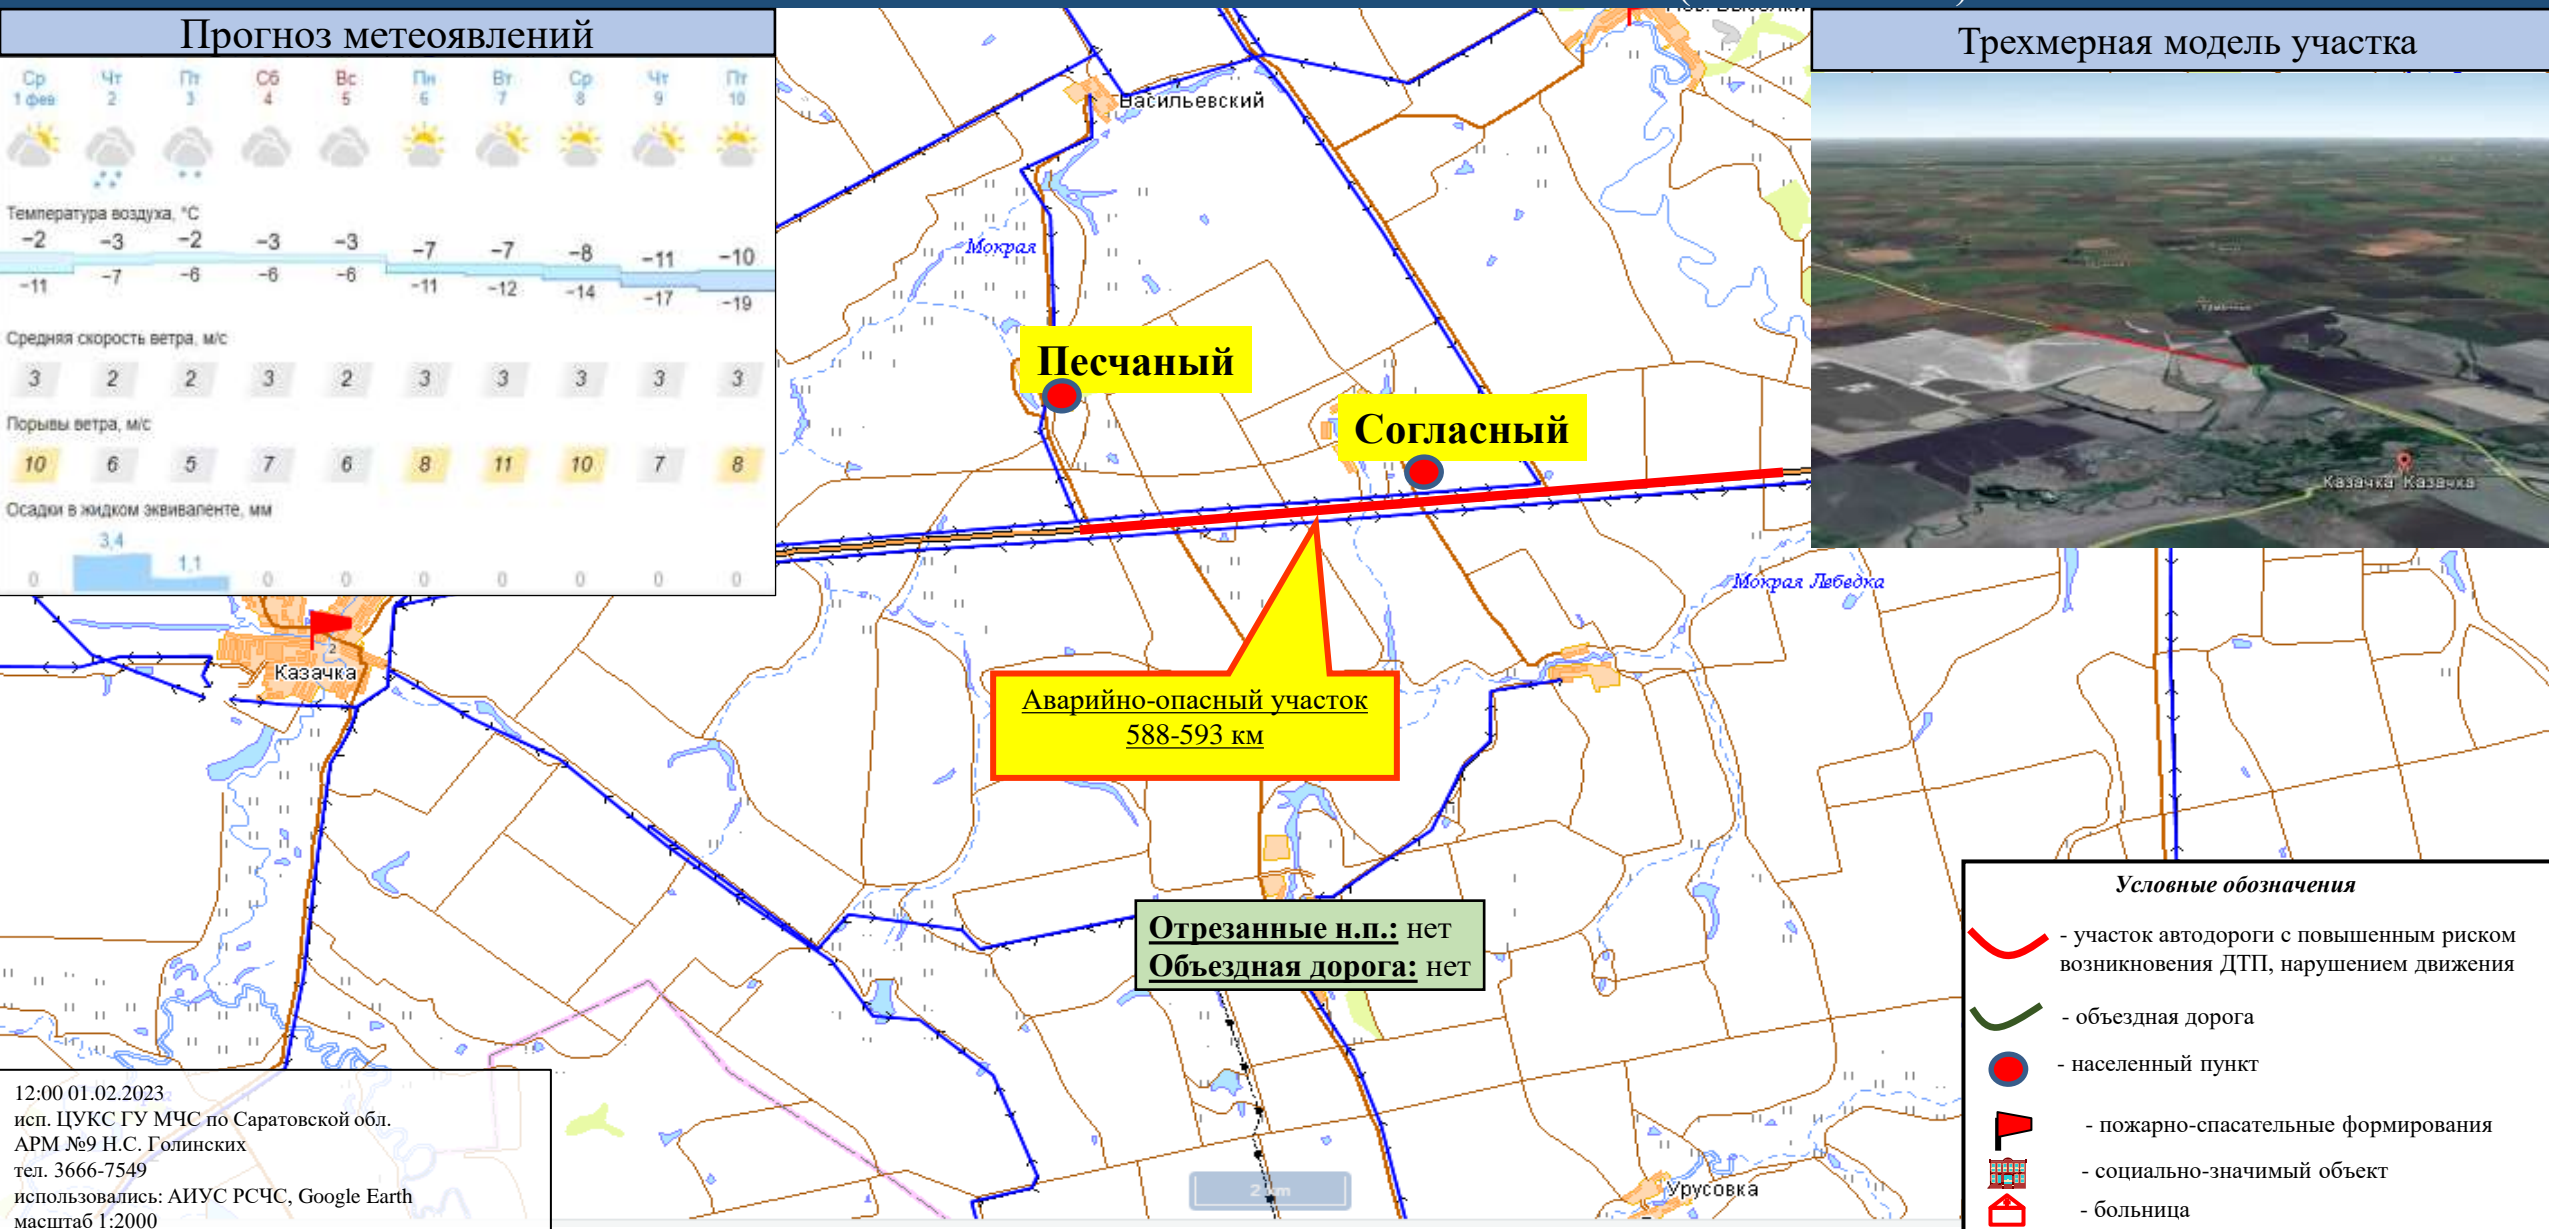 Прогноз метеоявлений
Ср Чт Пт Сб Вс Пн Вт Ср Чт Пт
1 фев 2 3 4 5 6 7 8 9 10
Температура воздуха, °C
−2 −3 −2 −3 −3 −7 −7 −8 −11 −10
−11 −7 −6 −6 −6 −11 −12 −14 −17 −19
Средняя скорость ветра, м/с
3 2 2 3 2 3 3 3 3 3
Порывы ветра, м/с
10 6 5 7 6 8 11 10 7 8
Осадки в жидком эквиваленте, мм
0 3,4 1,1 0 0 0 0 0 0 0
Трехмерная модель участка
Казачка Казачка
Васильевский
Мокрая
Песчаный
Согласный
Мокрая Лебедка
2
Казачка
Аварийно-опасный участок
588-593 км
Отрезанные н.п.: нет
Объездная дорога: нет
Урусовка
2 km
12:00 01.02.2023
исп. ЦУКС ГУ МЧС по Саратовской обл.
АРМ №9 Н.С. Голинских
тел. 3666-7549
использовались: АИУС РСЧС, Google Earth
масштаб 1:2000
Условные обозначения
- участок автодороги с повышенным риском
возникновения ДТП, нарушением движения
- объездная дорога
- населенный пункт
- пожарно-спасательные формирования
- социально-значимый объект
- больница